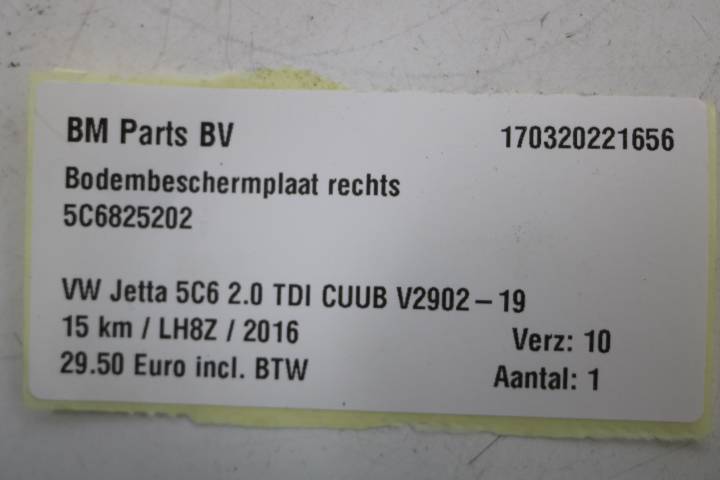 BM Parts BV 170320221656
Bodembeschermplaat rechts
5C6825202
VW Jetta 5C6 2.0 TDI CUUB V2902-19
15 km / LH8Z / 2016 Verz: 10
29.50 Euro incl. BTW Aantal: 1